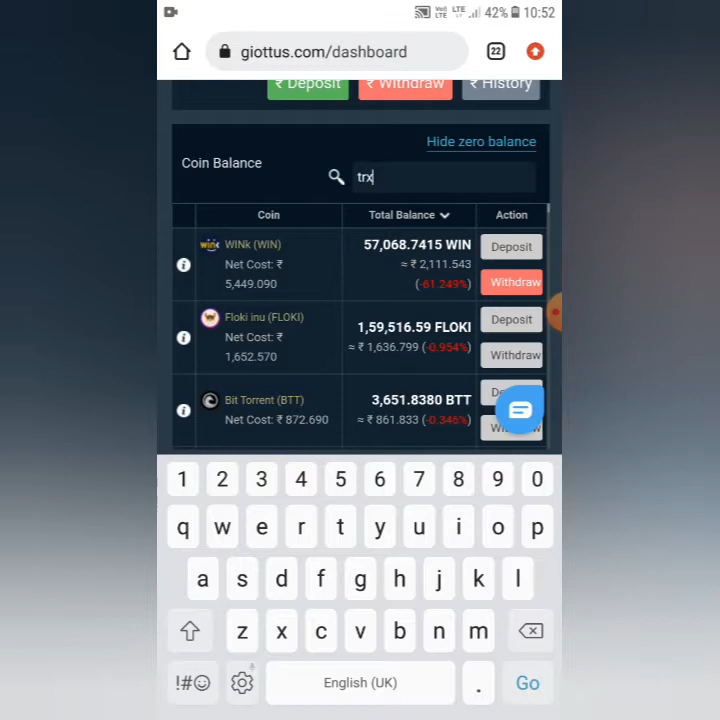 Voo LTE LTE 42% 10:52
giottus.com/dashboard 22
₹ Deposit ₹ Withdraw ₹ History
Hide zero balance
Coin Balance
trx
Coin Total Balance Action
WINk (WIN) 57,068.7415 WIN Deposit
Net Cost: ₹ ≈ ₹ 2,111.543
5,449.090 (-61.249%) Withdraw
Floki inu (FLOKI) 1,59,516.59 FLOKI Deposit
Net Cost: ₹ ≈ ₹ 1,636.799 (-0.954%)
1,652.570 Withdraw
Bit Torrent (BTT) 3,651.8380 BTT
Net Cost: ₹ 872.690 ≈ ₹ 861.833 (-0.346%)
1 2 3 4 5 6 7 8 9 0
q w e r t y u i o p
a s d f g h j k l
z x c v b n m
!#☺ English (UK) . Go